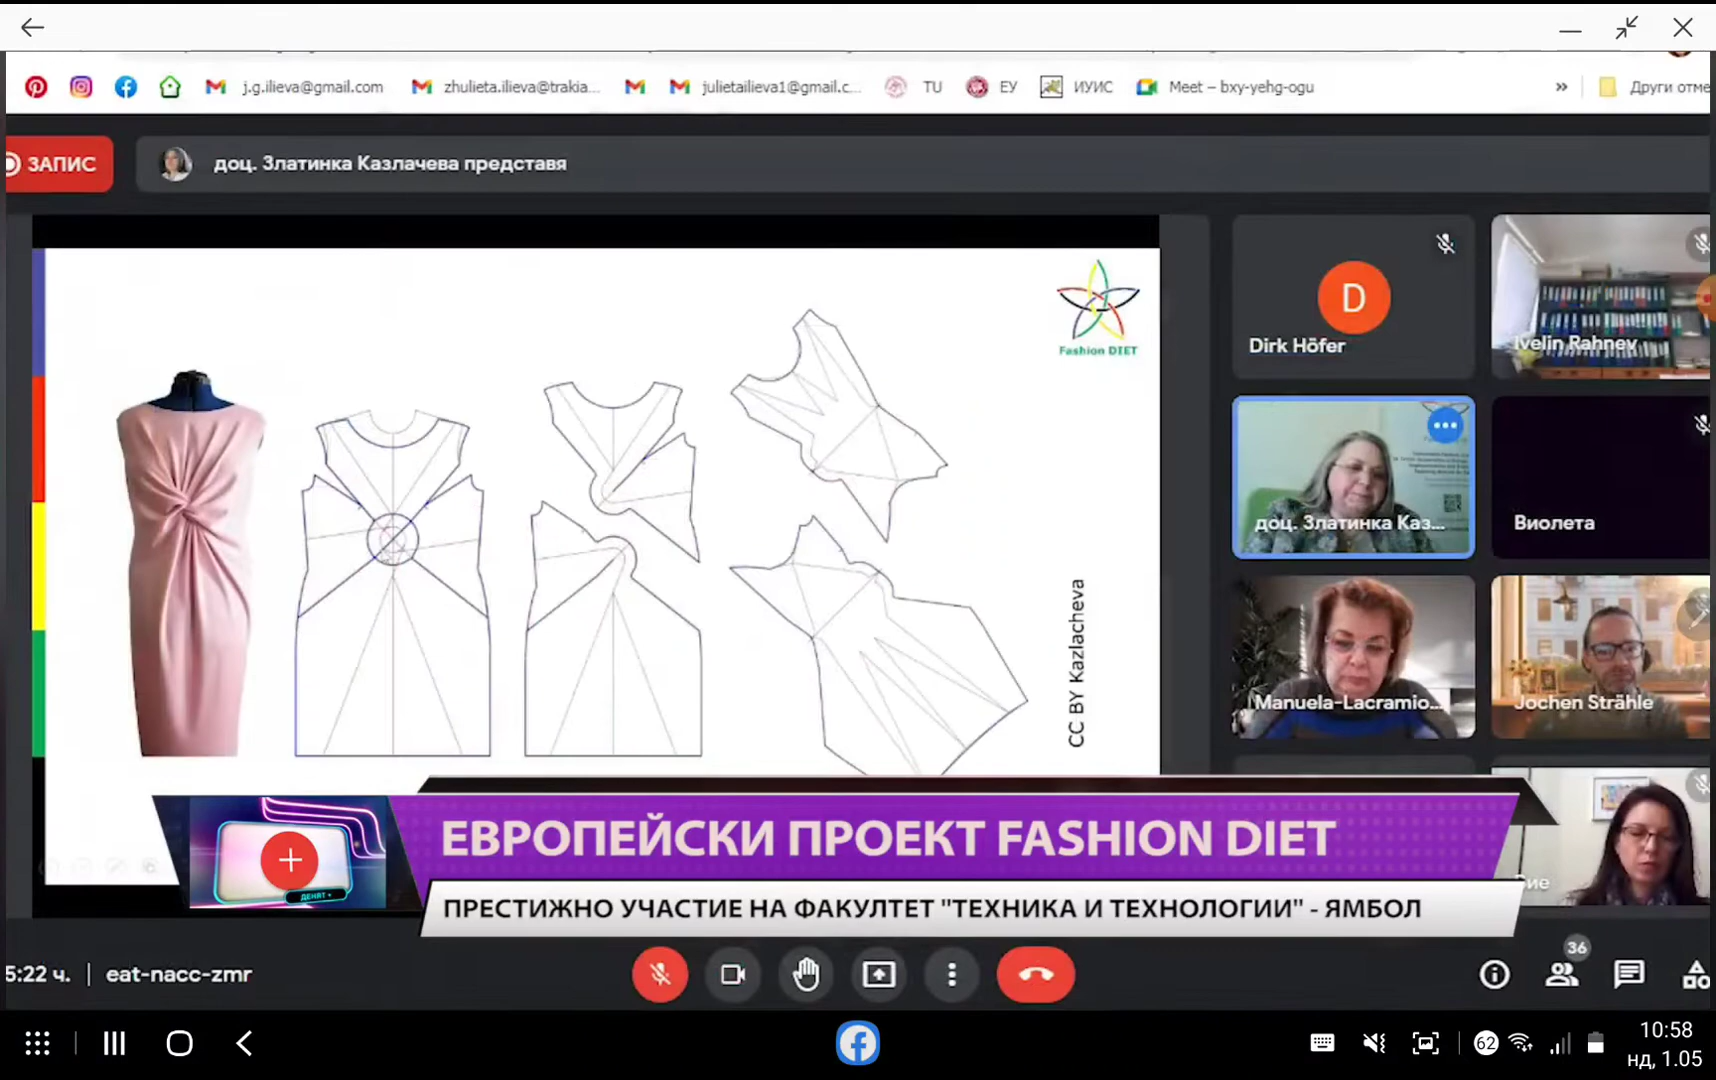 j.g.ilieva@gmail.com
zhulieta.ilieva@trakia...
julietailieva1@gmail.c...
TU
ЕУ
ИУИС
Meet – bxy-yehg-ogu
»
Други отме
ЗАПИС
доц. Златинка Казлачева представя
Fashion DIET
CC BY Kazlacheva
D
Dirk Höfer
Ivelin Rahnev
доц. Златинка Каз...
Виолета
Manuela-Lacramio...
Jochen Strähle
Вие
ДЕНЯТ +
ЕВРОПЕЙСКИ ПРОЕКТ FASHION DIET
ПРЕСТИЖНО УЧАСТИЕ НА ФАКУЛТЕТ "ТЕХНИКА И ТЕХНОЛОГИИ" - ЯМБОЛ
5:22 ч. | eat-nacc-zmr
36
62
10:58
нд, 1.05